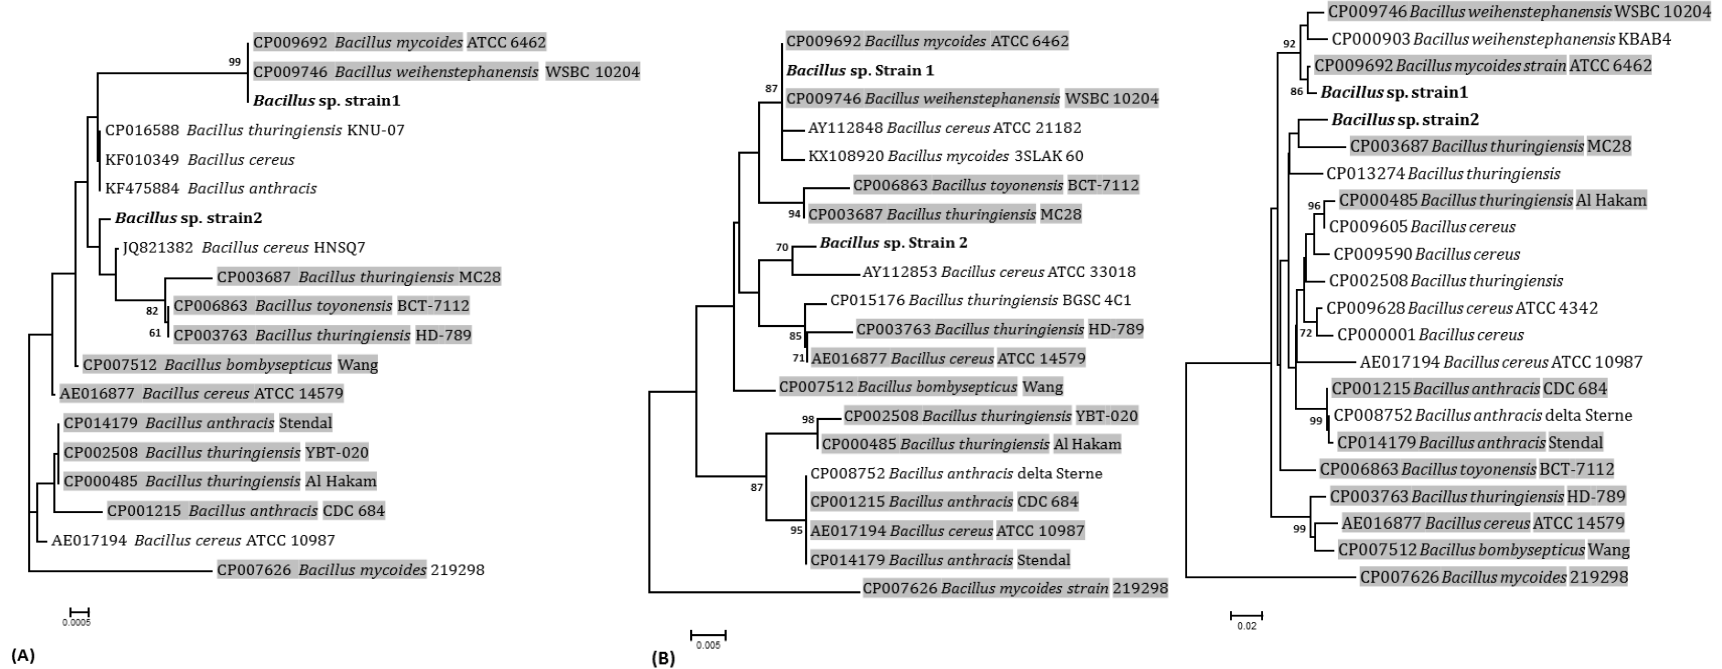 99
CP009692 Bacillus mycoides ATCC 6462
CP009746 Bacillus weihenstephanensis WSBC 10204
Bacillus sp. strain1
CP016588 Bacillus thuringiensis KNU-07
KF010349 Bacillus cereus
KF475884 Bacillus anthracis
Bacillus sp. strain2
JQ821382 Bacillus cereus HNSQ7
CP003687 Bacillus thuringiensis MC28
82
CP006863 Bacillus toyonensis BCT-7112
61
CP003763 Bacillus thuringiensis HD-789
CP007512 Bacillus bombysepticus Wang
AE016877 Bacillus cereus ATCC 14579
CP014179 Bacillus anthracis Stendal
CP002508 Bacillus thuringiensis YBT-020
CP000485 Bacillus thuringiensis Al Hakam
CP001215 Bacillus anthracis CDC 684
AE017194 Bacillus cereus ATCC 10987
CP007626 Bacillus mycoides 219298
0.0005
(A)
CP009692 Bacillus mycoides ATCC 6462
Bacillus sp. Strain 1
87
CP009746 Bacillus weihenstephanensis WSBC 10204
AY112848 Bacillus cereus ATCC 21182
KX108920 Bacillus mycoides 3SLAK 60
CP006863 Bacillus toyonensis BCT-7112
94
CP003687 Bacillus thuringiensis MC28
70
Bacillus sp. Strain 2
AY112853 Bacillus cereus ATCC 33018
CP015176 Bacillus thuringiensis BGSC 4C1
85
CP003763 Bacillus thuringiensis HD-789
71
AE016877 Bacillus cereus ATCC 14579
CP007512 Bacillus bombysepticus Wang
98
CP002508 Bacillus thuringiensis YBT-020
CP000485 Bacillus thuringiensis Al Hakam
87
CP008752 Bacillus anthracis delta Sterne
CP001215 Bacillus anthracis CDC 684
95
AE017194 Bacillus cereus ATCC 10987
CP014179 Bacillus anthracis Stendal
CP007626 Bacillus mycoides strain 219298
0.005
(B)
CP009746 Bacillus weihenstephanensis WSBC 10204
92
CP000903 Bacillus weihenstephanensis KBAB4
CP009692 Bacillus mycoides strain ATCC 6462
86
Bacillus sp. strain1
Bacillus sp. strain2
CP003687 Bacillus thuringiensis MC28
CP013274 Bacillus thuringiensis
96
CP000485 Bacillus thuringiensis Al Hakam
CP009605 Bacillus cereus
CP009590 Bacillus cereus
CP002508 Bacillus thuringiensis
CP009628 Bacillus cereus ATCC 4342
72
CP000001 Bacillus cereus
AE017194 Bacillus cereus ATCC 10987
CP001215 Bacillus anthracis CDC 684
CP008752 Bacillus anthracis delta Sterne
99
CP014179 Bacillus anthracis Stendal
CP006863 Bacillus toyonensis BCT-7112
CP003763 Bacillus thuringiensis HD-789
99
AE016877 Bacillus cereus ATCC 14579
CP007512 Bacillus bombysepticus Wang
CP007626 Bacillus mycoides 219298
0.02